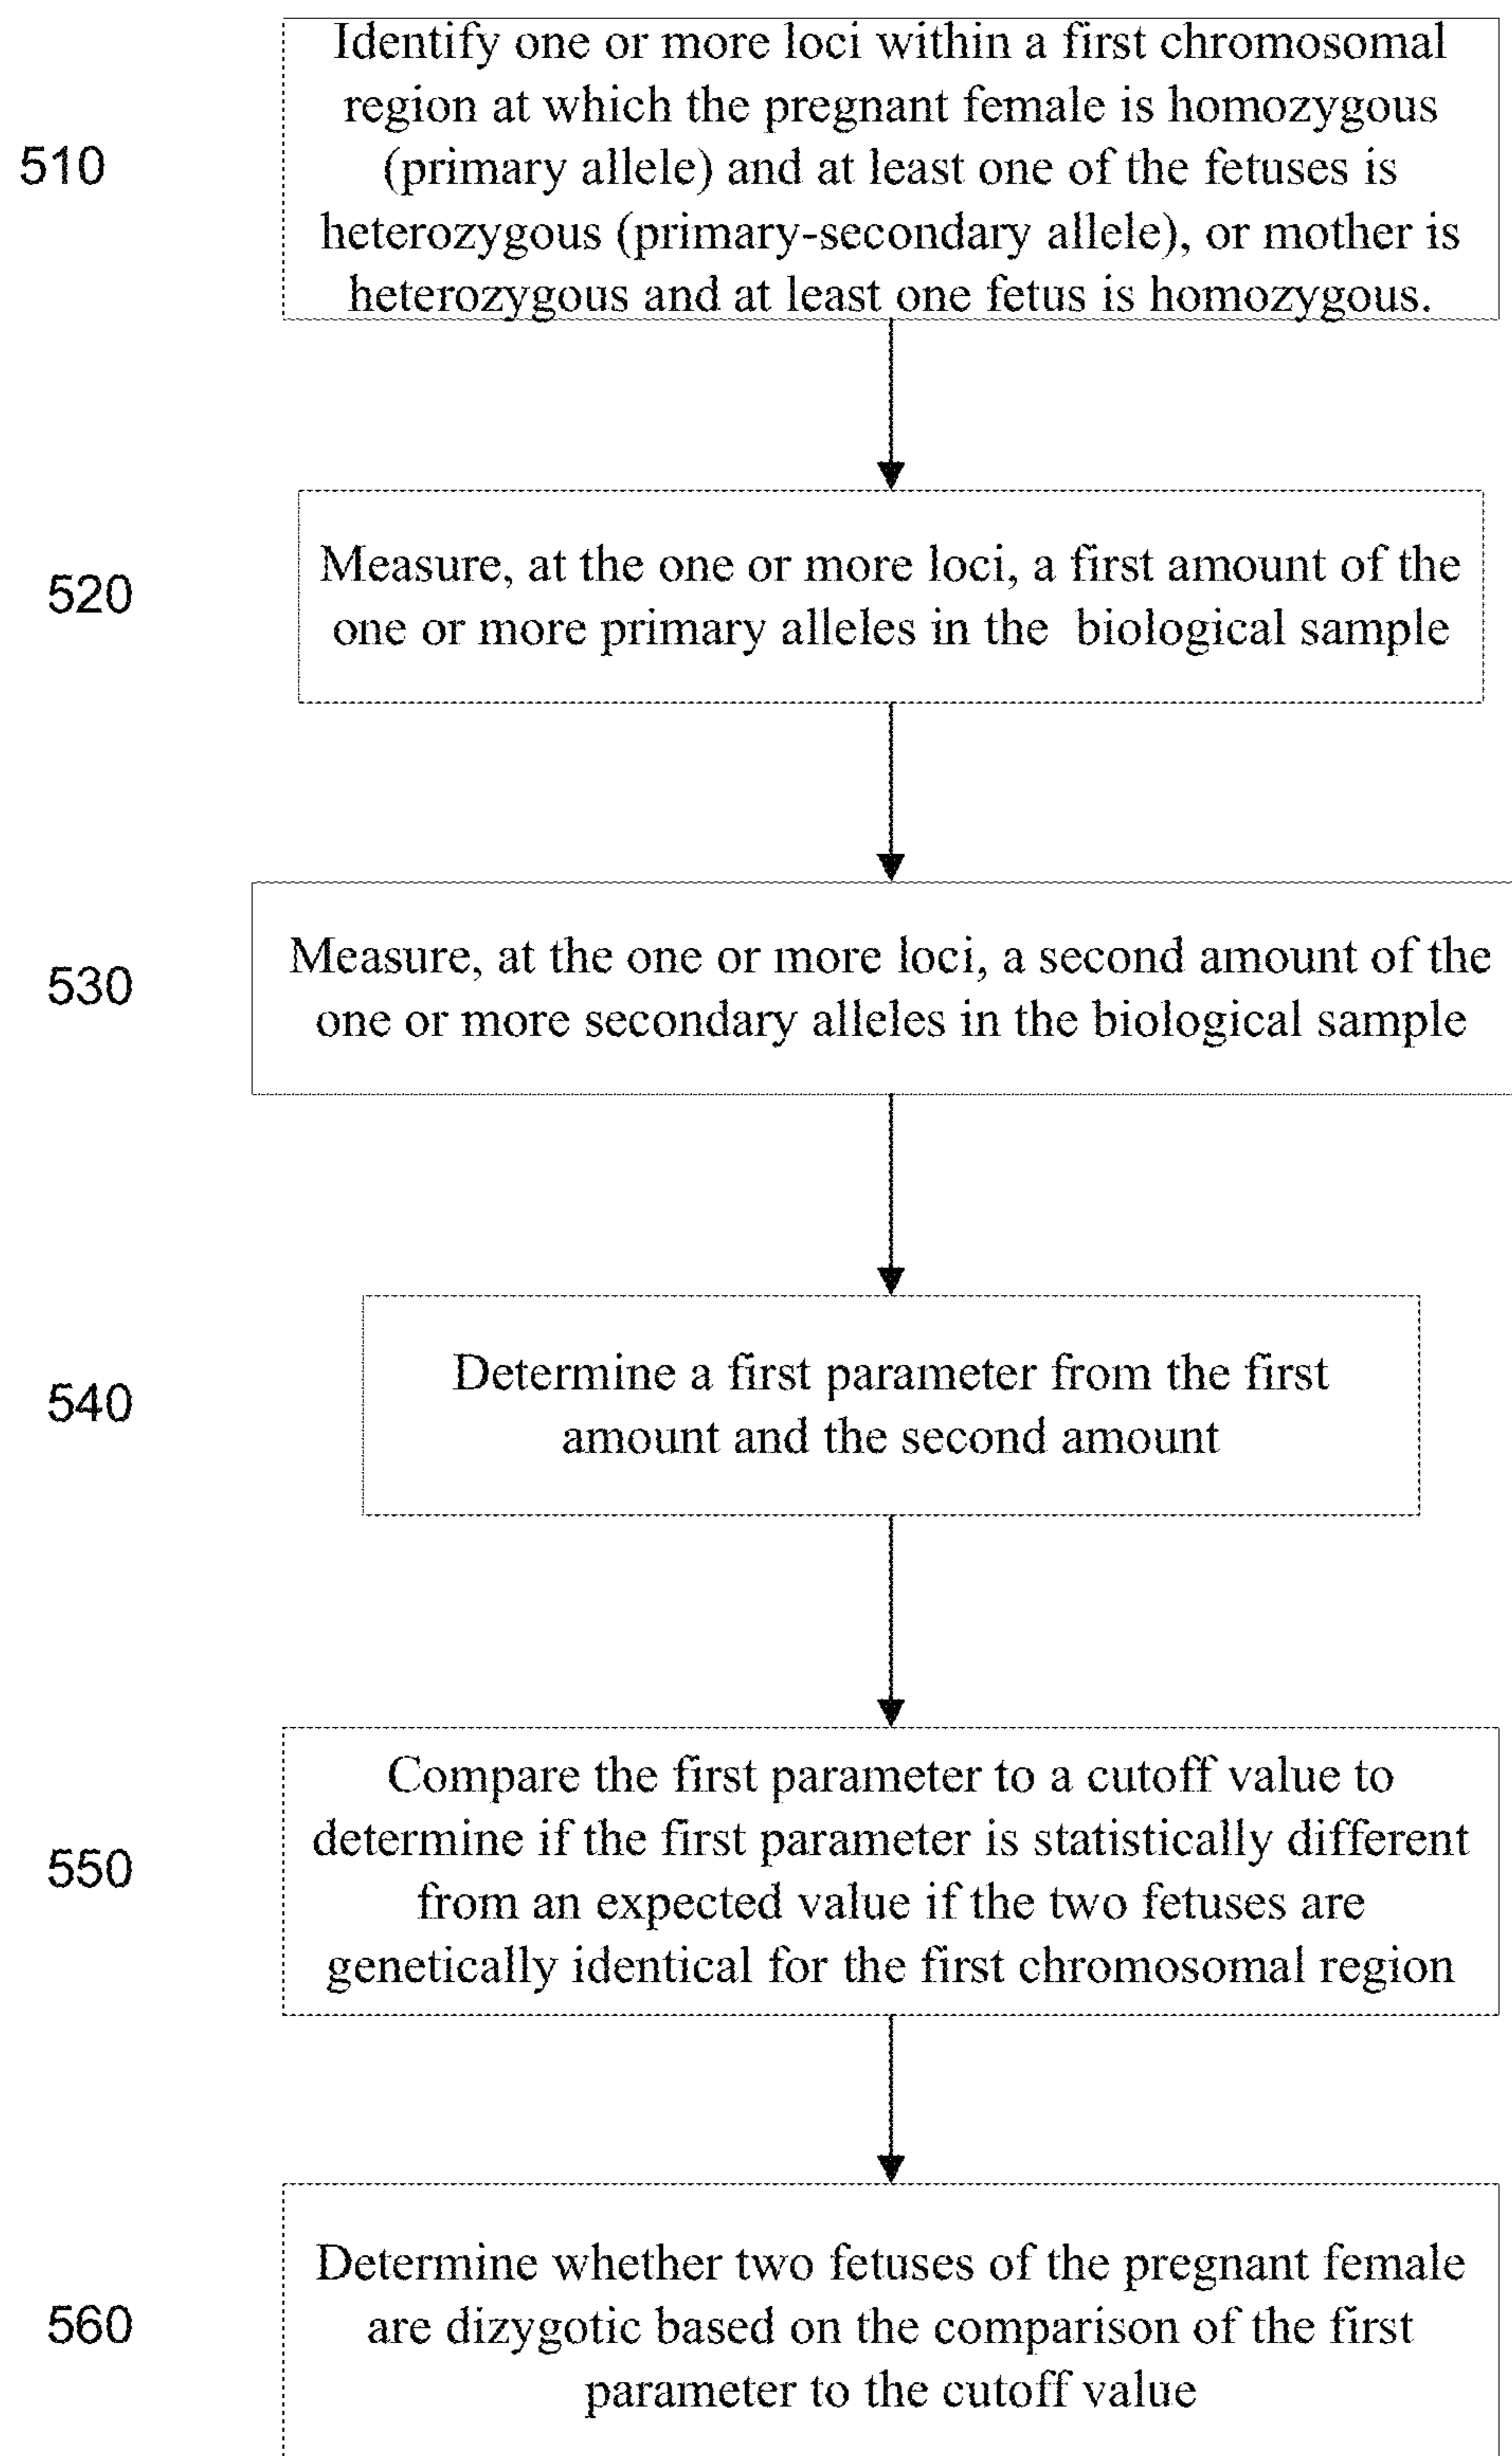 Identify one or more loci within a first chromosomal
region at which the pregnant female is homozygous
510
(primary allele) and at least one of the fetuses is
heterozygous (primary-secondary allele), or mother is
heterozygous and at least one fetus is homozygous.
520
Measure, at the one or more loci, a first amount of the
one or more primary alleles in the biological sample
530
Measure, at the one or more loci, a second amount of the
one or more secondary alleles in the biological sample
540
Determine a first parameter from the first
amount and the second amount
550
Compare the first parameter to a cutoff value to
determine if the first parameter is statistically different
from an expected value if the two fetuses are
genetically identical for the first chromosomal region
560
Determine whether two fetuses of the pregnant female
are dizygotic based on the comparison of the first
parameter to the cutoff value